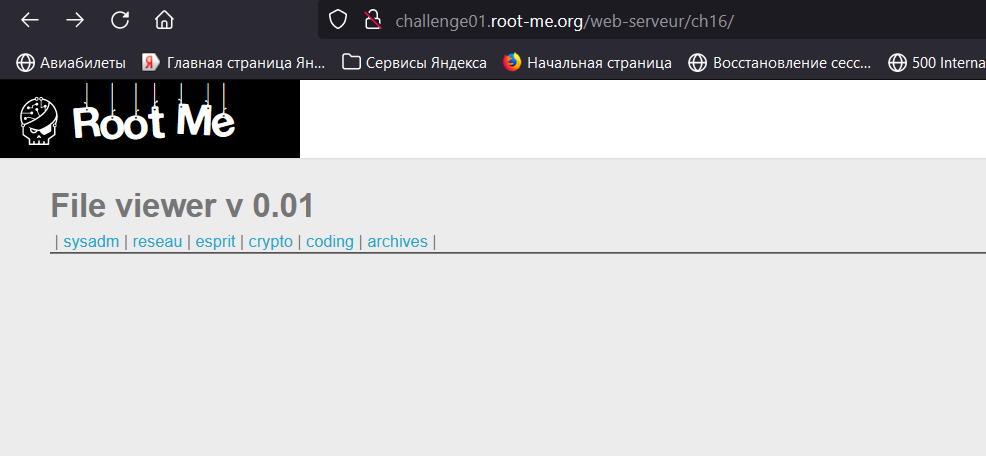 challenge01.root-me.org/web-serveur/ch16/
Авиабилеты Главная страница Ян... Сервисы Яндекса Начальная страница Восстановление сесс... 500 Interna
Root Me
File viewer v 0.01
| sysadm | reseau | esprit | crypto | coding | archives |